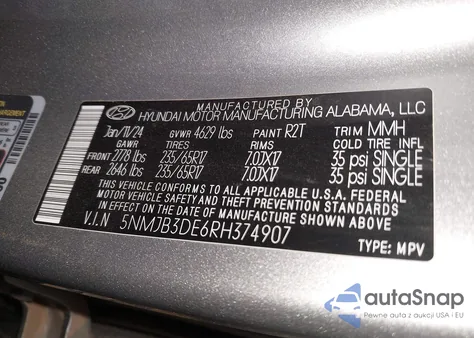 MANUFACTURED BY
HYUNDAI MOTOR MANUFACTURING ALABAMA, LLC
Jan/11/24 GVWR 4629 lbs PAINT R2T TRIM MMH
GAWR TIRES RIMS COLD TIRE INFL
FRONT 2778 lbs 235/65R17 7.0JX17 35 psi SINGLE
REAR 2646 lbs 235/65R17 7.0JX17 35 psi SINGLE
THIS VEHICLE CONFORMS TO ALL APPLICABLE U.S.A. FEDERAL
MOTOR VEHICLE SAFETY AND THEFT PREVENTION STANDARDS
IN EFFECT ON THE DATE OF MANUFACTURE SHOWN ABOVE
V.I.N 5NMJB3DE6RH374907
TYPE: MPV
autoSnap
Pewne auta z aukcji USA i EU